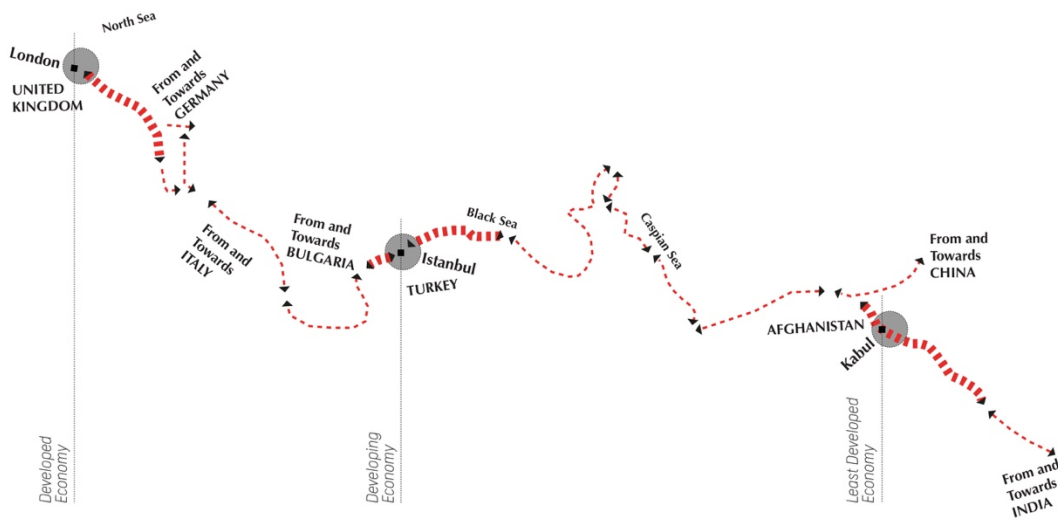 North Sea
London
UNITED
KINGDOM
From and
Towards
GERMANY
From and
Towards
ITALY
From and
Towards
BULGARIA
Black Sea
Istanbul
TURKEY
Caspian Sea
From and
Towards
CHINA
AFGHANISTAN
Kabul
From and
Towards
INDIA
Developed
Economy
Developing
Economy
Least Developed
Economy